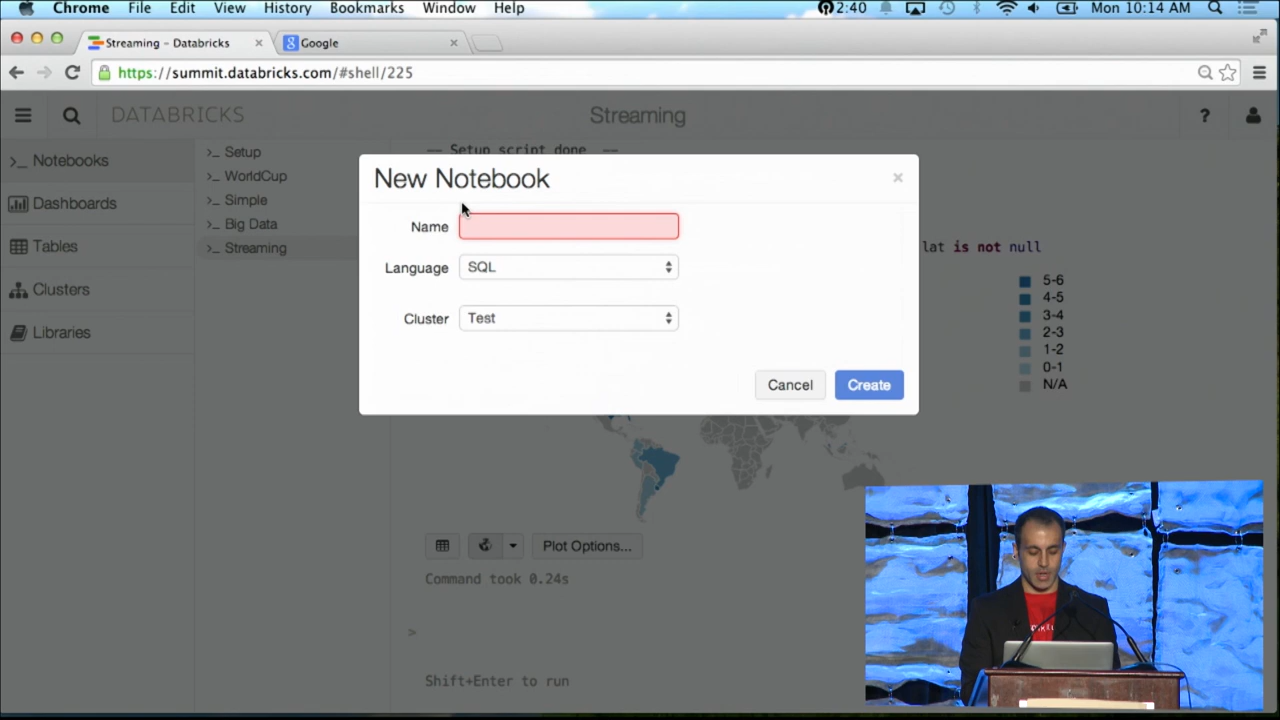 Chrome File Edit View History Bookmarks Window Help 2:40 Mon 10:14 AM
Streaming – Databricks × Google ×
https://summit.databricks.com/#shell/225
DATABRICKS Streaming ?
>_ Notebooks
Dashboards
Tables
Clusters
Libraries
>_ Setup
>_ WorldCup
>_ Simple
>_ Big Data
>_ Streaming
-- Setup script done --
New Notebook ×
Name
Language SQL
Cluster Test
Cancel Create
lat is not null
5-6
4-5
3-4
2-3
1-2
0-1
N/A
Plot Options...
Command took 0.24s
>
Shift+Enter to run